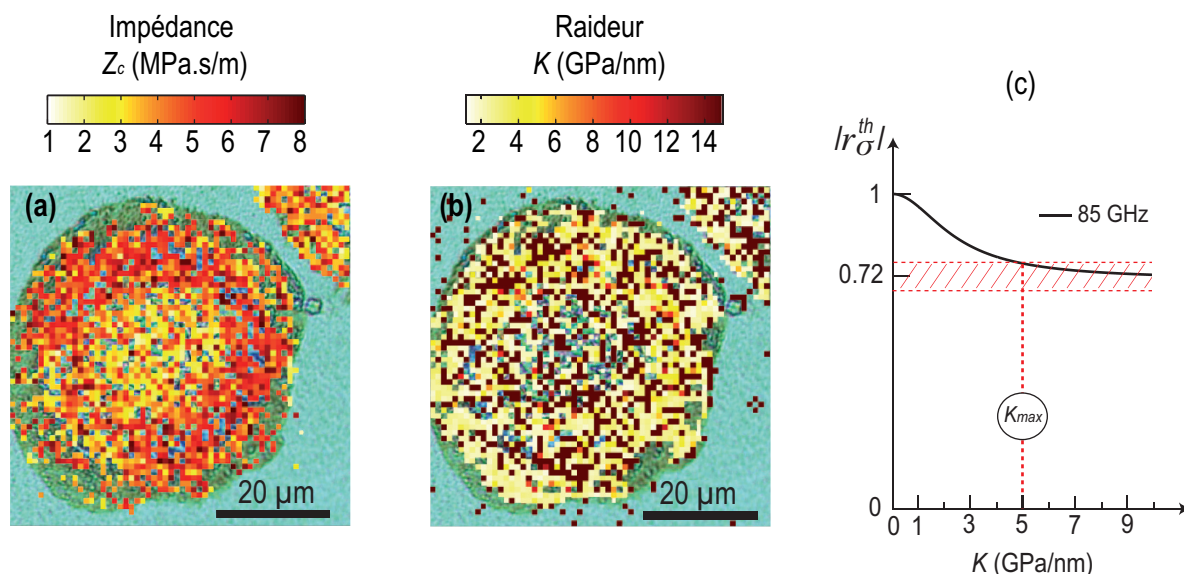 Impédance
Zc (MPa.s/m)
1 2 3 4 5 6 7 8
Raideur
K (GPa/nm)
2 4 6 8 10 12 14
(a)
20 µm
(b)
20 µm
(c)
|rσth|
1
85 GHz
0.72
Kmax
0
0 1 3 5 7 9
K (GPa/nm)